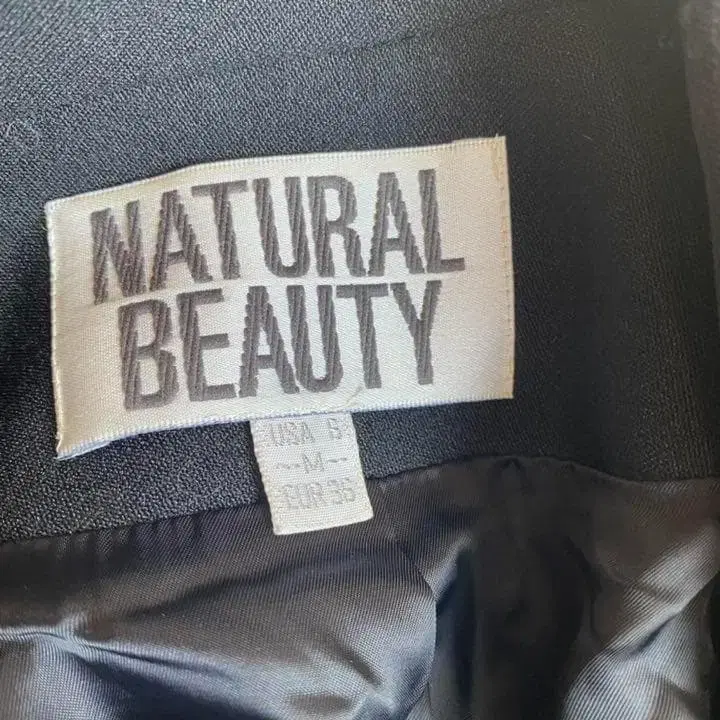 NATURAL
BEAUTY
USA 6
--M--
EUR 36